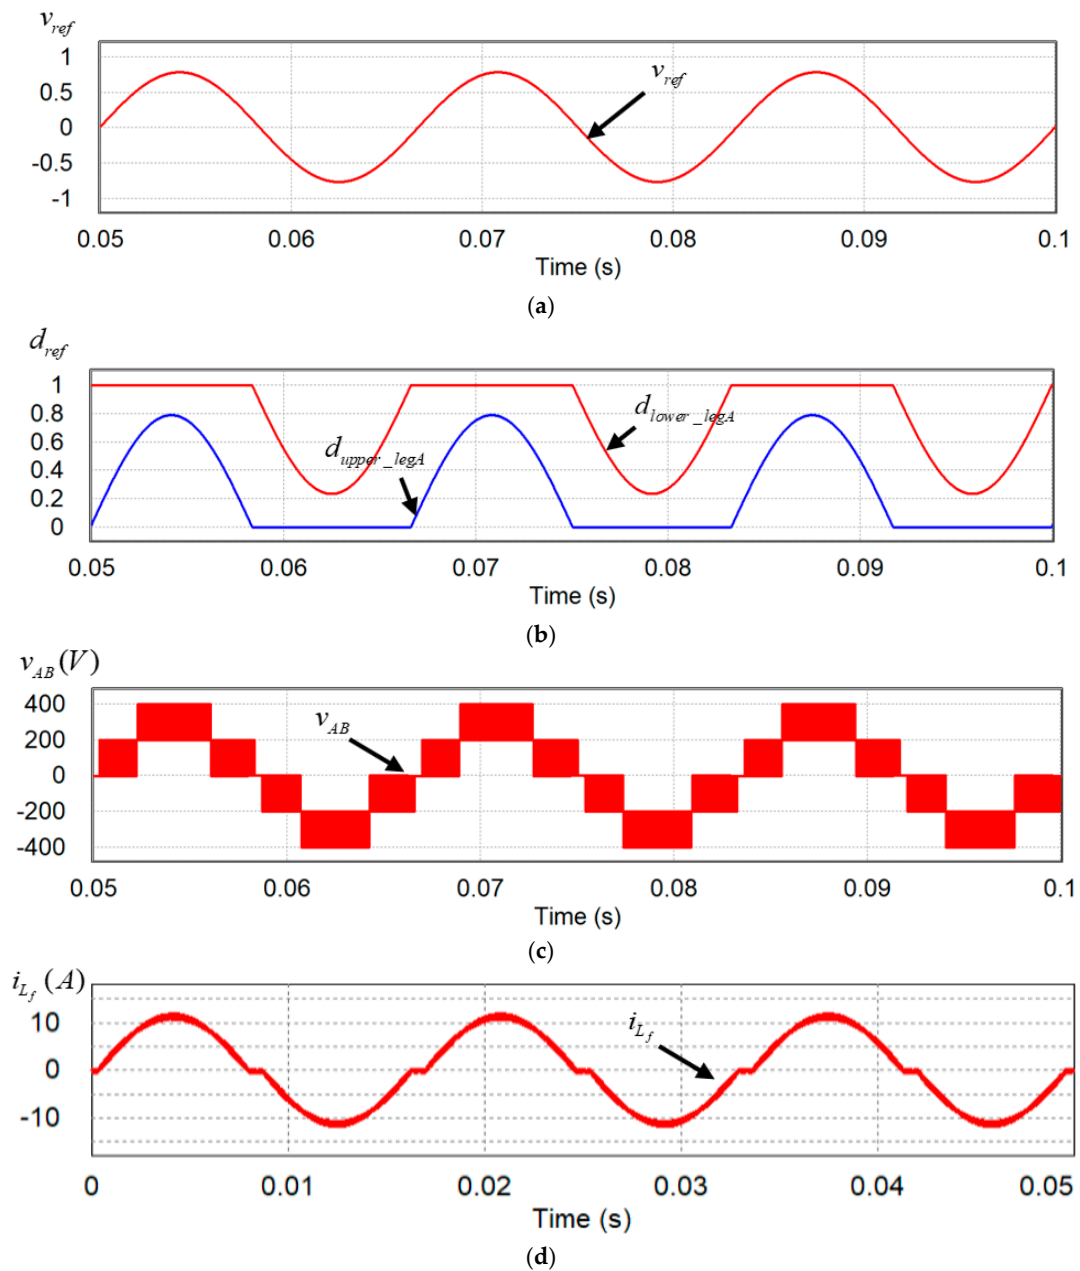 v_ref
1
0.5
0
-0.5
-1
v_ref
0.05 0.06 0.07 0.08 0.09 0.1
Time (s)
(a)
d_ref
1
0.8
0.6
0.4
0.2
0
d_upper_legA
d_lower_legA
0.05 0.06 0.07 0.08 0.09 0.1
Time (s)
(b)
v_AB (V)
400
200
0
-200
-400
v_AB
0.05 0.06 0.07 0.08 0.09 0.1
Time (s)
(c)
i_L_f (A)
10
0
-10
i_L_f
0 0.01 0.02 0.03 0.04 0.05
Time (s)
(d)